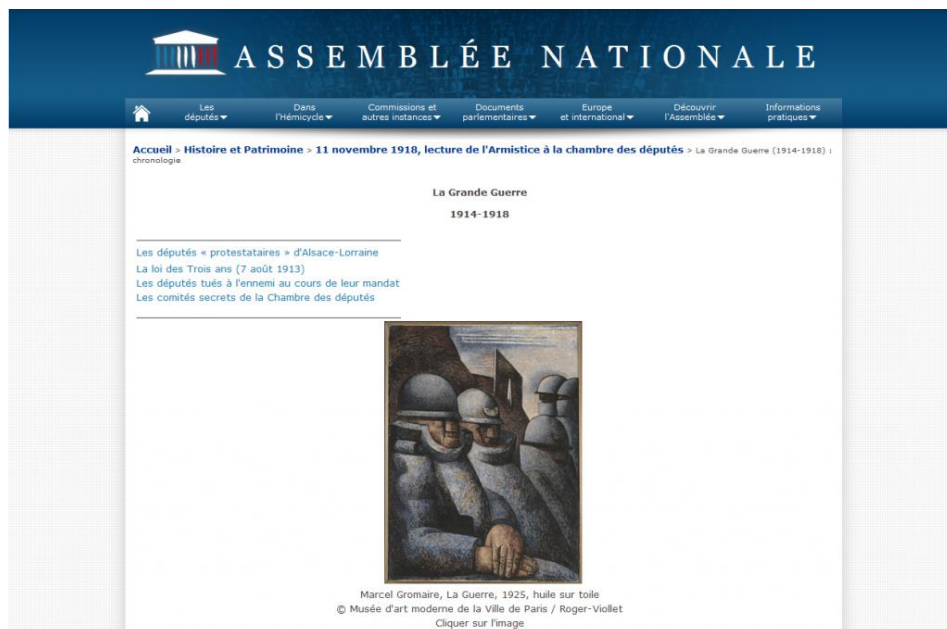 ASSEMBLÉE NATIONALE
Les députés
Dans l'Hémicycle
Commissions et autres instances
Documents parlementaires
Europe et international
Découvrir l'Assemblée
Informations pratiques
Accueil > Histoire et Patrimoine > 11 novembre 1918, lecture de l'Armistice à la chambre des députés > La Grande Guerre (1914-1918) :
chronologie
La Grande Guerre
1914-1918
Les députés « protestataires » d'Alsace-Lorraine
La loi des Trois ans (7 août 1913)
Les députés tués à l'ennemi au cours de leur mandat
Les comités secrets de la Chambre des députés
Marcel Gromaire, La Guerre, 1925, huile sur toile
© Musée d'art moderne de la Ville de Paris / Roger-Viollet
Cliquer sur l'image